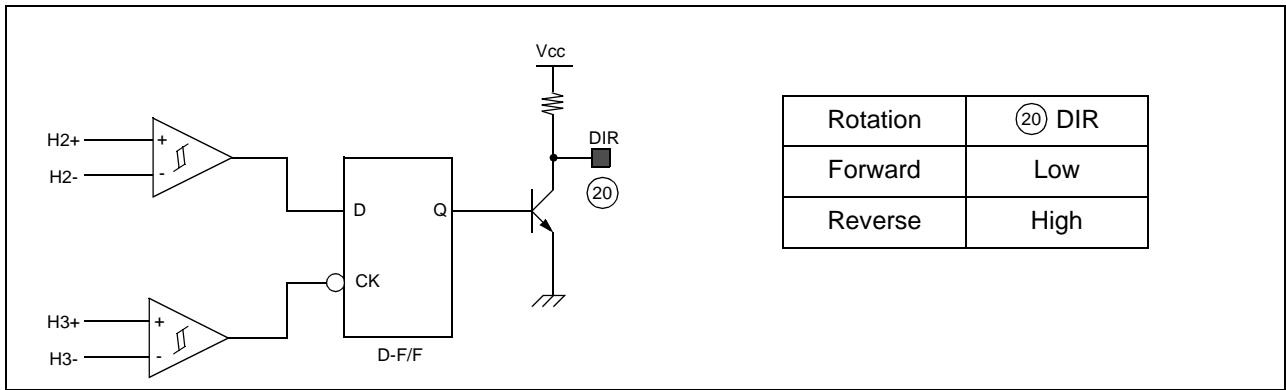 Vcc
DIR
20
H2+
H2-
+
-
D
Q
CK
H3+
H3-
+
-
D-F/F
Rotation 20 DIR
Forward Low
Reverse High